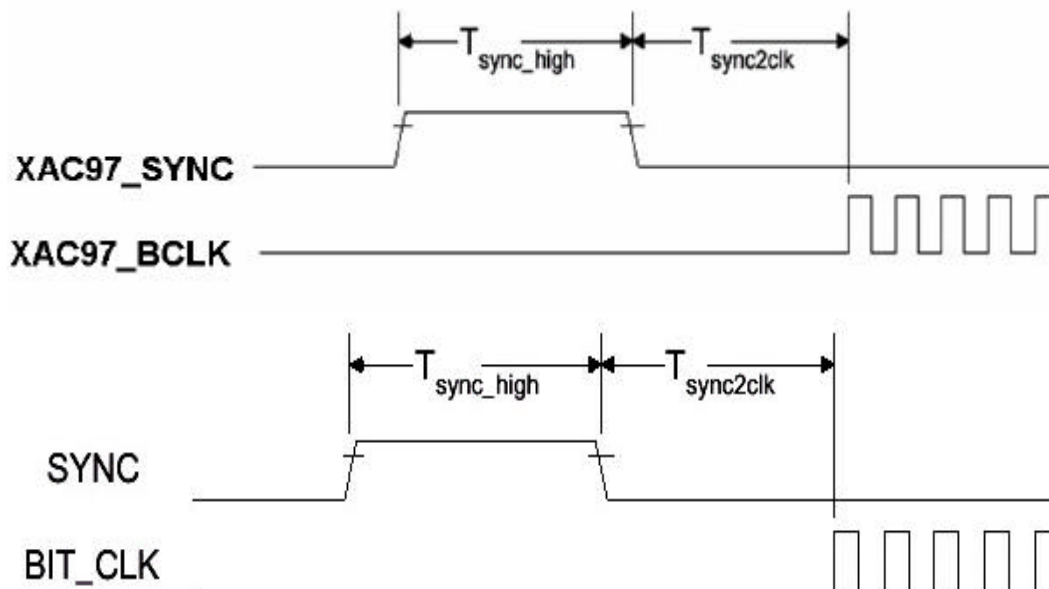 Tsync_high Tsync2clk
XAC97_SYNC
XAC97_BCLK
Tsync_high Tsync2clk
SYNC
BIT_CLK